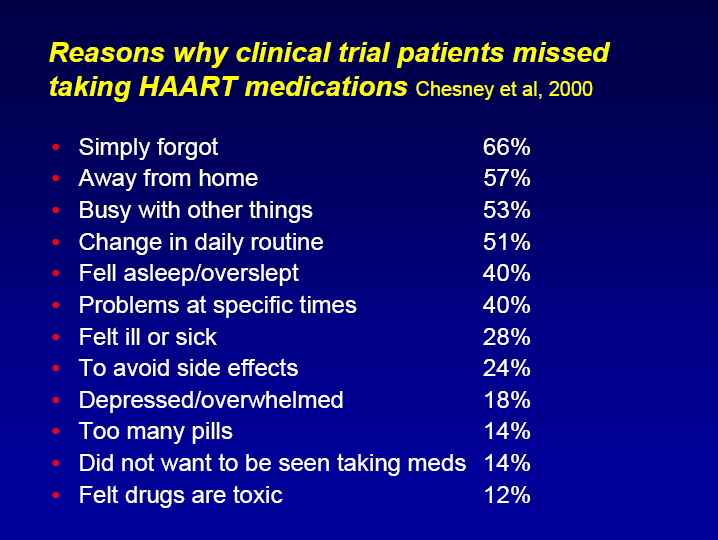 Reasons why clinical trial patients missed
taking HAART medications Chesney et al, 2000
• Simply forgot 66%
• Away from home 57%
• Busy with other things 53%
• Change in daily routine 51%
• Fell asleep/overslept 40%
• Problems at specific times 40%
• Felt ill or sick 28%
• To avoid side effects 24%
• Depressed/overwhelmed 18%
• Too many pills 14%
• Did not want to be seen taking meds 14%
• Felt drugs are toxic 12%